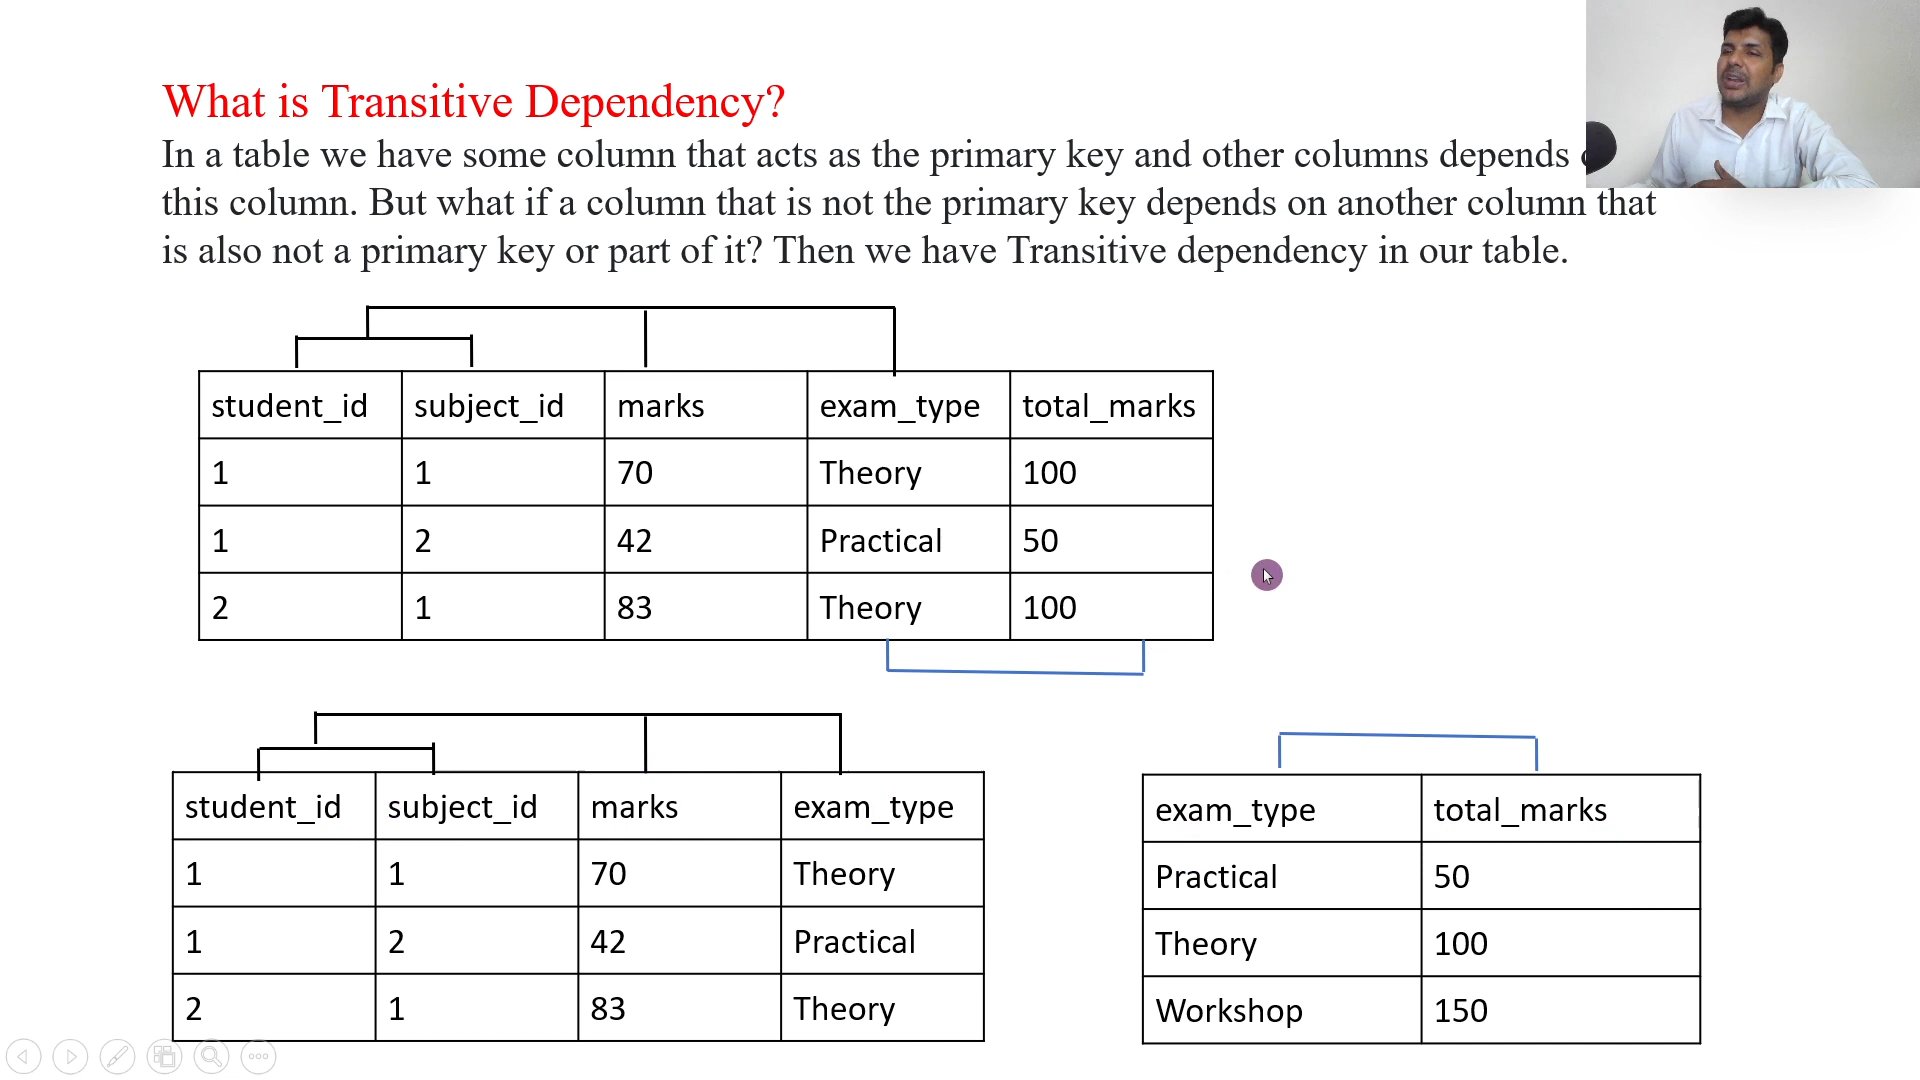 What is Transitive Dependency?
In a table we have some column that acts as the primary key and other columns depends
this column. But what if a column that is not the primary key depends on another column that
is also not a primary key or part of it? Then we have Transitive dependency in our table.
student_id subject_id marks exam_type total_marks
1 1 70 Theory 100
1 2 42 Practical 50
2 1 83 Theory 100
student_id subject_id marks exam_type
1 1 70 Theory
1 2 42 Practical
2 1 83 Theory
exam_type total_marks
Practical 50
Theory 100
Workshop 150